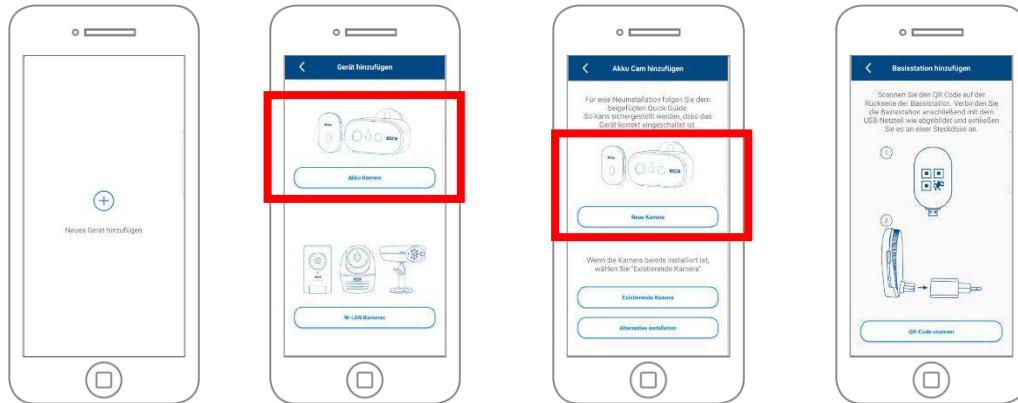 Neues Gerät hinzufügen
Gerät hinzufügen
Akku Kamera
W-LAN Kameras
Akku Cam hinzufügen
Für eine Neuinstallation folgen Sie dem
beigefügten Quick Guide.
So kann sichergestellt werden, dass das
Gerät korrekt eingeschaltet ist.
Neue Kamera
Wenn die Kamera bereits installiert ist,
wählen Sie "Existierende Kamera"
Existierende Kamera
Alternative Installation
Basisstation hinzufügen
Scannen Sie den QR Code auf der
Rückseite der Basisstation. Verbinden Sie
die Basisstation anschließend mit dem
USB-Netzteil wie abgebildet und schließen
Sie es an einer Steckdose an.
1.
2.
QR-Code scannen